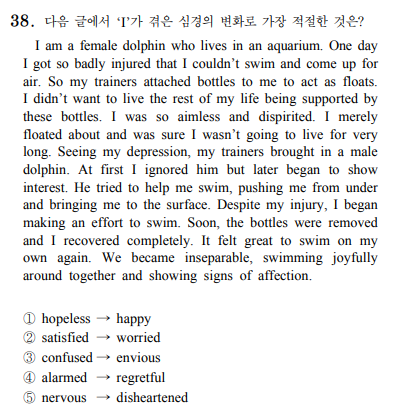 38. 다음 글에서 'I'가 겪은 심경의 변화로 가장 적절한 것은?
I am a female dolphin who lives in an aquarium. One day
I got so badly injured that I couldn't swim and come up for
air. So my trainers attached bottles to me to act as floats.
I didn't want to live the rest of my life being supported by
these bottles. I was so aimless and dispirited. I merely
floated about and was sure I wasn't going to live for very
long. Seeing my depression, my trainers brought in a male
dolphin. At first I ignored him but later began to show
interest. He tried to help me swim, pushing me from under
and bringing me to the surface. Despite my injury, I began
making an effort to swim. Soon, the bottles were removed
and I recovered completely. It felt great to swim on my
own again. We became inseparable, swimming joyfully
around together and showing signs of affection.
① hopeless → happy
② satisfied → worried
③ confused → envious
④ alarmed → regretful
⑤ nervous → disheartened